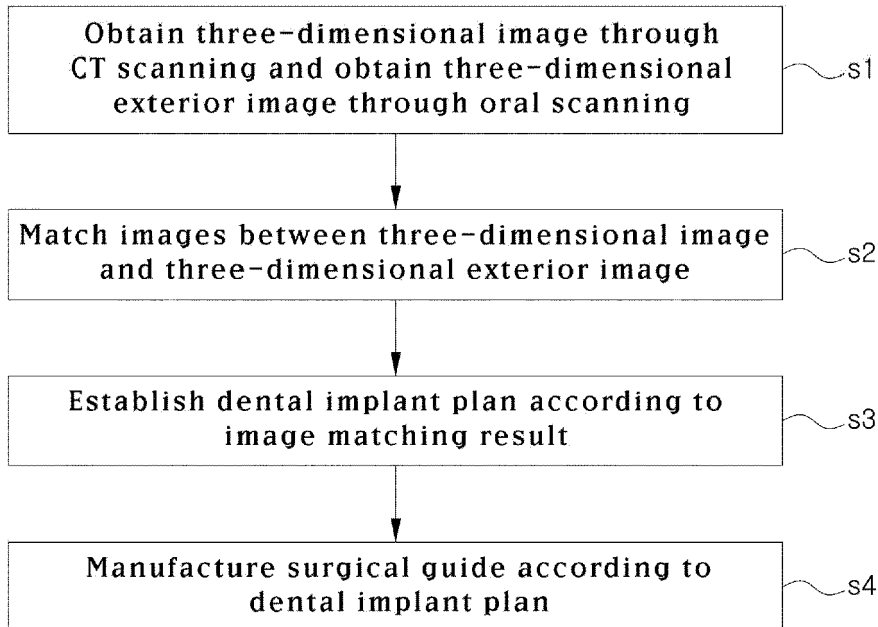 Obtain three-dimensional image through
CT scanning and obtain three-dimensional
exterior image through oral scanning
s1
Match images between three-dimensional image
and three-dimensional exterior image
s2
Establish dental implant plan according to
image matching result
s3
Manufacture surgical guide according to
dental implant plan
s4